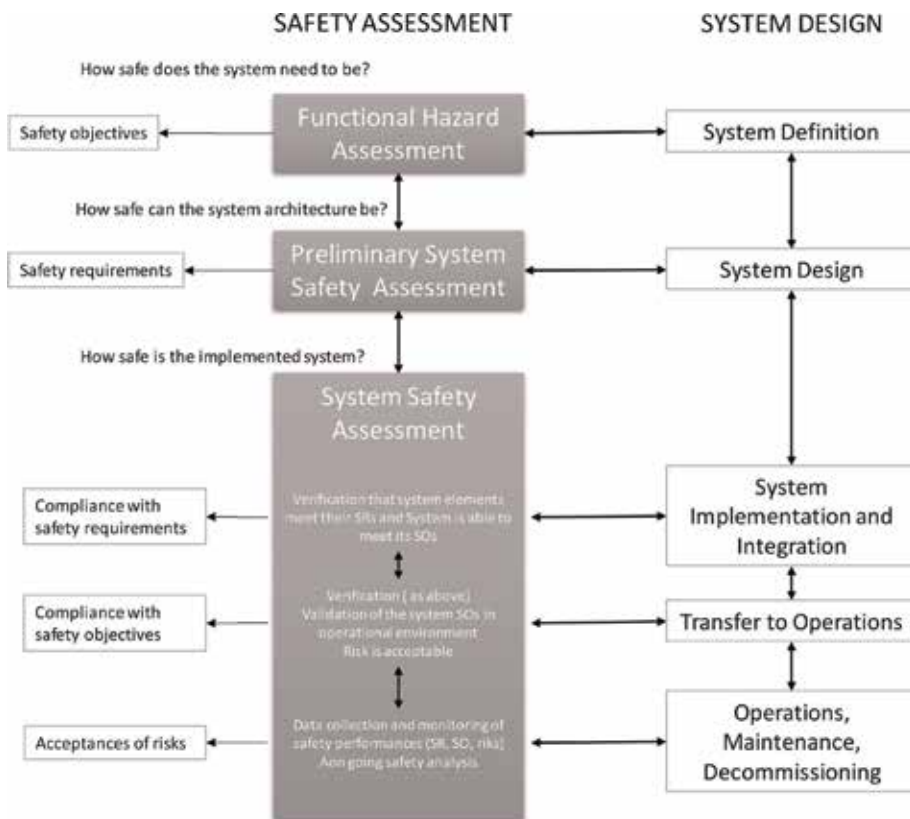 SAFETY ASSESSMENT
SYSTEM DESIGN
How safe does the system need to be?
Safety objectives
Functional Hazard
Assessment
System Definition
How safe can the system architecture be?
Safety requirements
Preliminary System
Safety Assessment
System Design
How safe is the implemented system?
System Safety
Assessment
Compliance with
safety requirements
Verification that system elements
meet their SRs and System is able to
meet its SOs
System
Implementation and
Integration
Compliance with
safety objectives
Verification ( as above)
Validation of the system SOs in
operational environment
Risk is acceptable
Transfer to Operations
Acceptances of risks
Data collection and monitoring of
safety performances (SR, SO, riks)
Aon going safety analysis
Operations,
Maintenance,
Decommissioning